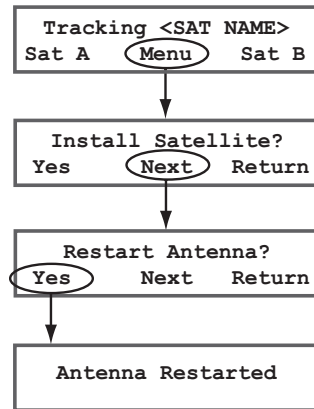 Tracking <SAT NAME>
Sat A Menu Sat B
Install Satellite?
Yes Next Return
Restart Antenna?
Yes Next Return
Antenna Restarted